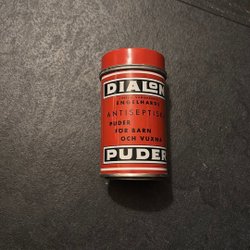 DIALON
ENGELHARDS
ANTISEPTISK
PUDER
FÖR BARN
OCH VUXNA
PUDER